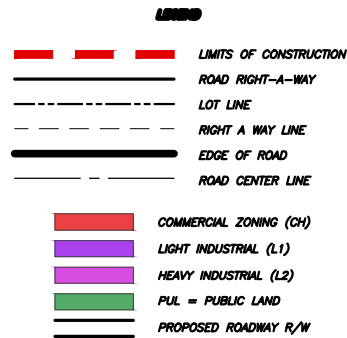 LEGEND
LIMITS OF CONSTRUCTION
ROAD RIGHT-A-WAY
LOT LINE
RIGHT A WAY LINE
EDGE OF ROAD
ROAD CENTER LINE
COMMERCIAL ZONING (CH)
LIGHT INDUSTRIAL (L1)
HEAVY INDUSTRIAL (L2)
PUL = PUBLIC LAND
PROPOSED ROADWAY R/W